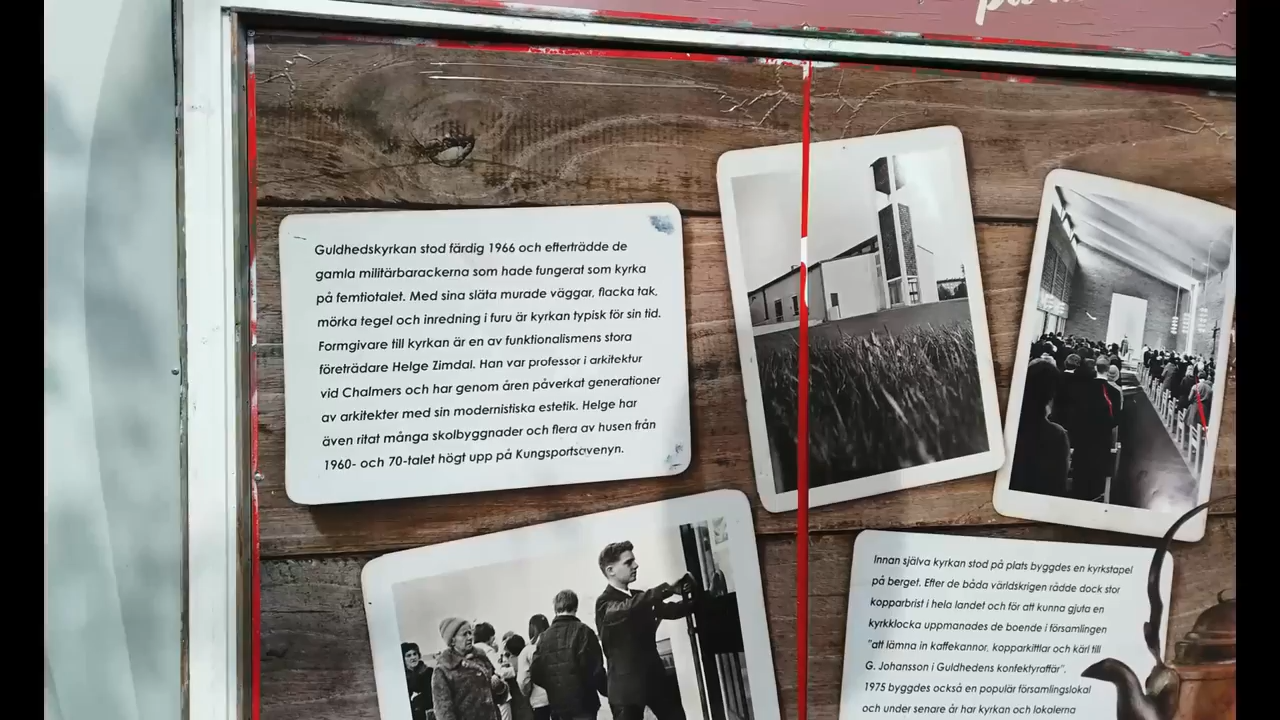 Guldhedskyrkan stod färdig 1966 och efterträdde de
gamla militärbarackerna som hade fungerat som kyrka
på femtiotalet. Med sina släta murade väggar, flacka tak,
mörka tegel och inredning i furu är kyrkan typisk för sin tid.
Formgivare till kyrkan är en av funktionalismens stora
företrädare Helge Zimdal. Han var professor i arkitektur
vid Chalmers och har genom åren påverkat generationer
av arkitekter med sin modernistiska estetik. Helge har
även ritat många skolbyggnader och flera av husen från
1960- och 70-talet högt upp på Kungsportsavenyn.
Innan själva kyrkan stod på plats byggdes en kyrkstapel
på berget. Efter de båda världskrigen rådde dock stor
kopparbrist i hela landet och för att kunna gjuta en
kyrkklocka uppmanades de boende i församlingen
"att lämna in kaffekannor, kopparkittlar och kärl till
G. Johansson i Guldhedens konfektyraffär".
1975 byggdes också en populär församlingslokal
och under senare år har kyrkan och lokalerna